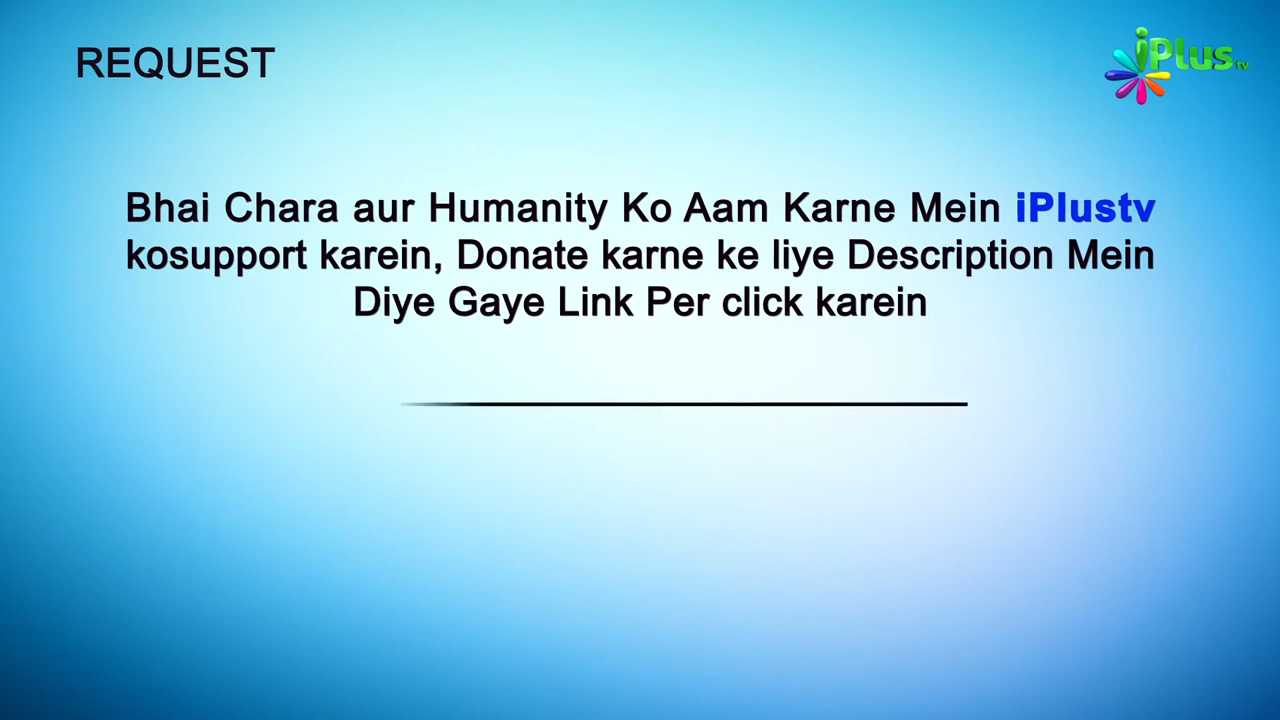 REQUEST
iPlus tv
Bhai Chara aur Humanity Ko Aam Karne Mein iPlustv
kosupport karein, Donate karne ke liye Description Mein
Diye Gaye Link Per click karein